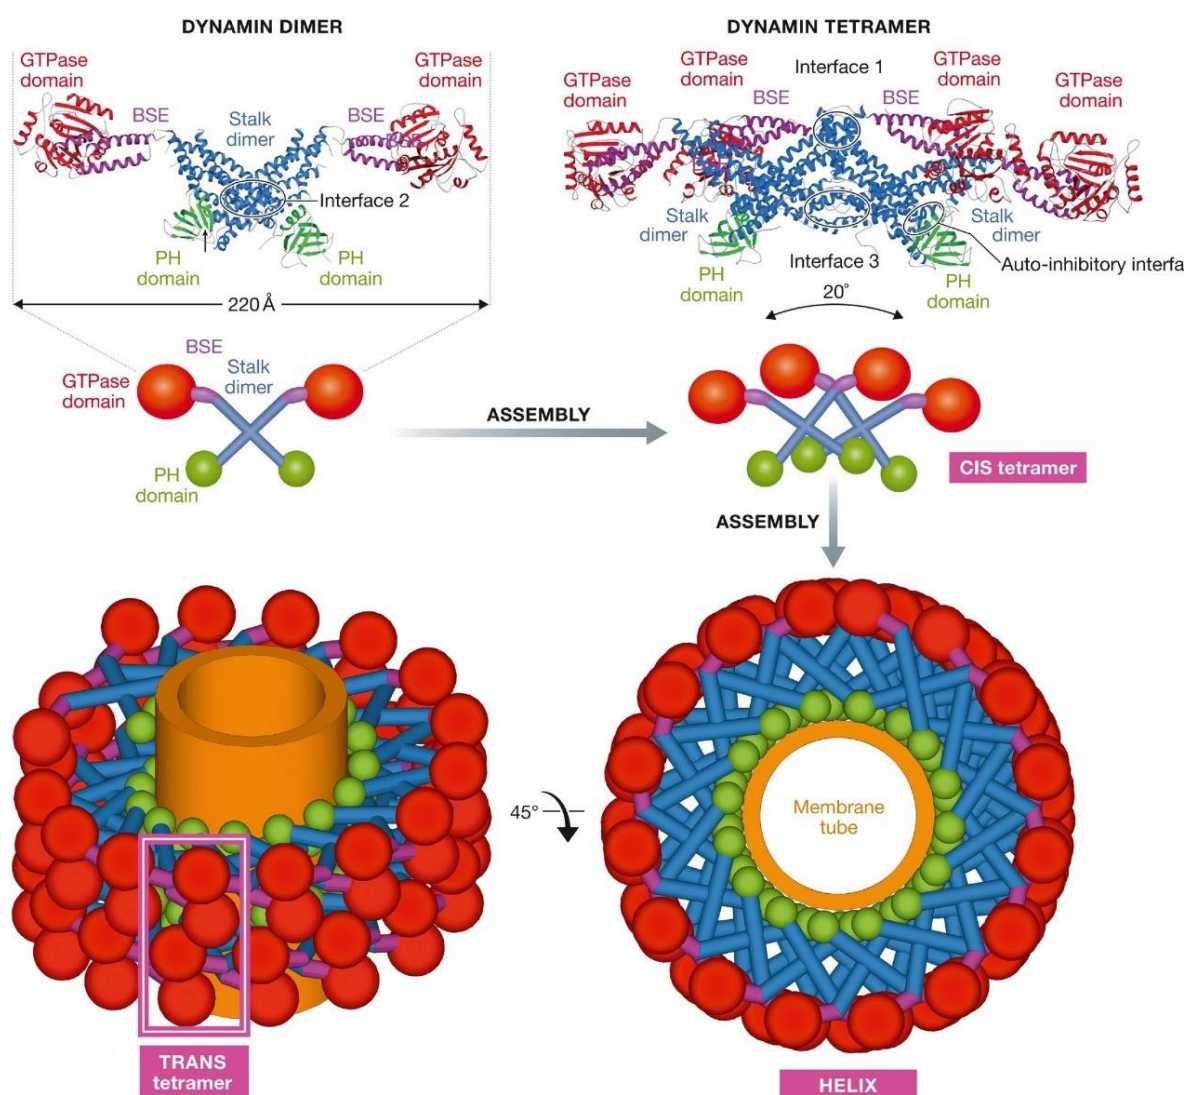 DYNAMIN DIMER
GTPase
domain
BSE
Stalk
dimer
BSE
GTPase
domain
Interface 2
PH
domain
PH
domain
220 Å
DYNAMIN TETRAMER
GTPase
domain
GTPase
domain
Interface 1
GTPase
domain
GTPase
domain
BSE
BSE
Stalk
dimer
Stalk
dimer
PH
domain
Interface 3
PH
domain
Auto-inhibitory interfa
20°
BSE
GTPase
domain
Stalk
dimer
PH
domain
ASSEMBLY
CIS tetramer
ASSEMBLY
45°
Membrane
tube
TRANS
tetramer
HELIX